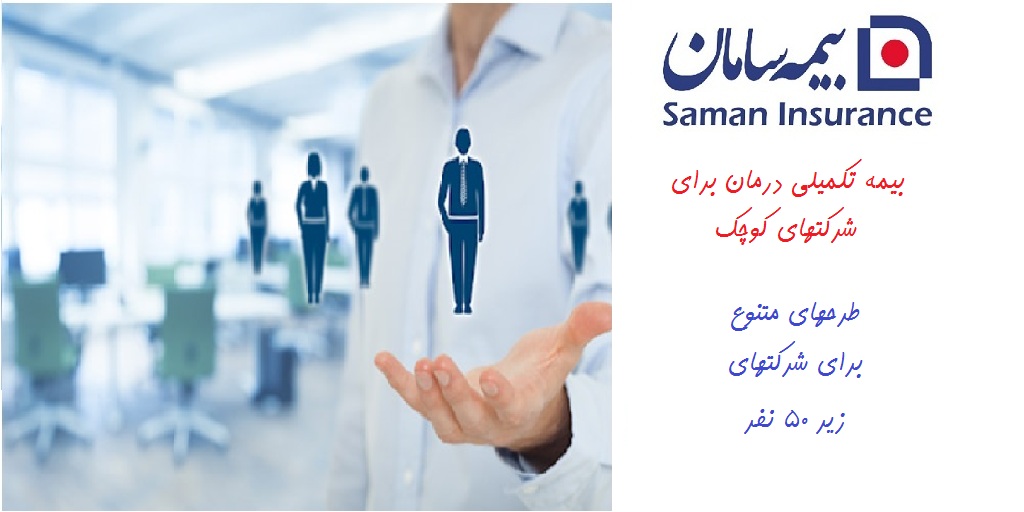 بیمه سامان
Saman Insurance
بیمه تکمیلی درمان برای
شرکتهای کوچک
طرحهای متنوع
برای شرکتهای
زیر ۵۰ نفر